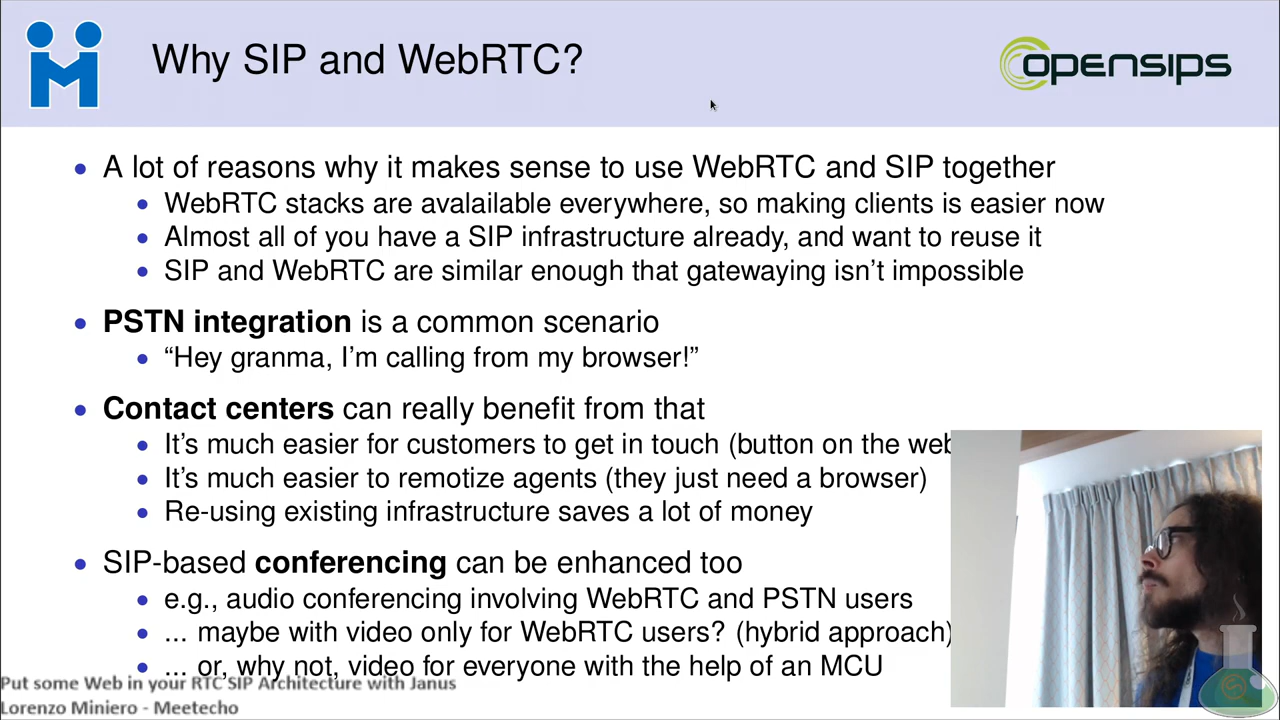 Why SIP and WebRTC?
OPENSIPS
• A lot of reasons why it makes sense to use WebRTC and SIP together
• WebRTC stacks are avalailable everywhere, so making clients is easier now
• Almost all of you have a SIP infrastructure already, and want to reuse it
• SIP and WebRTC are similar enough that gatewaying isn't impossible
• PSTN integration is a common scenario
• “Hey granma, I'm calling from my browser!”
• Contact centers can really benefit from that
• It's much easier for customers to get in touch (button on the web
• It's much easier to remotize agents (they just need a browser)
• Re-using existing infrastructure saves a lot of money
• SIP-based conferencing can be enhanced too
• e.g., audio conferencing involving WebRTC and PSTN users
• ... maybe with video only for WebRTC users? (hybrid approach)
• ... or, why not, video for everyone with the help of an MCU
Put some Web in your RTC SIP Architecture with Janus
Lorenzo Miniero - Meetecho